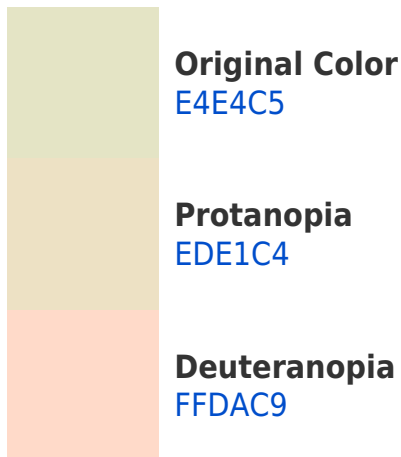 Original Color
E4E4C5
Protanopia
EDE1C4
Deuteranopia
FFDAC9